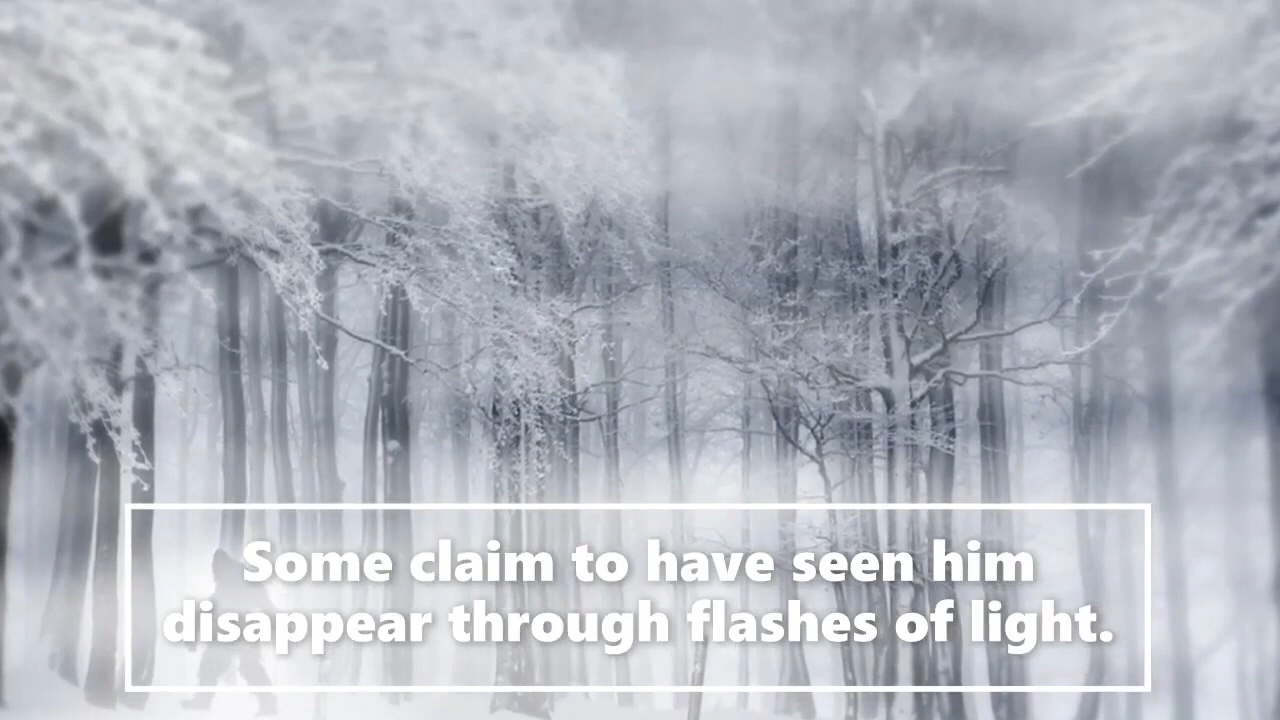 Some claim to have seen him
disappear through flashes of light.